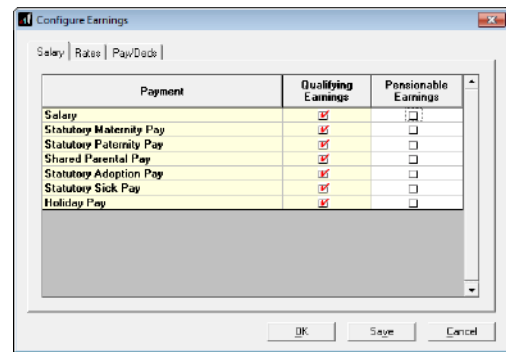 Configure Earnings
Salary Rates Pay/Deds
Payment Qualifying Earnings Pensionable Earnings
Salary
Statutory Maternity Pay
Statutory Paternity Pay
Shared Parental Pay
Statutory Adoption Pay
Statutory Sick Pay
Holiday Pay
OK Save Cancel